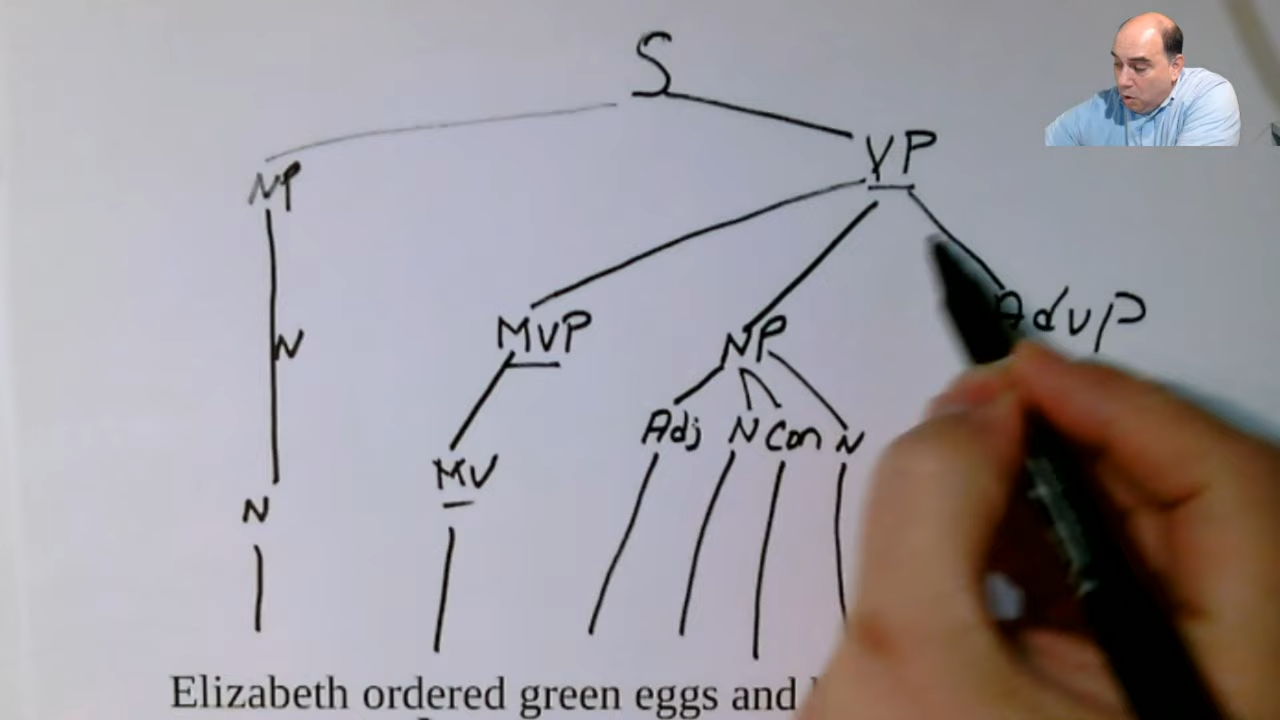 S
NP VP
MVP NP AdvP
N
Adj N Con N
MV
N
Elizabeth ordered green eggs and